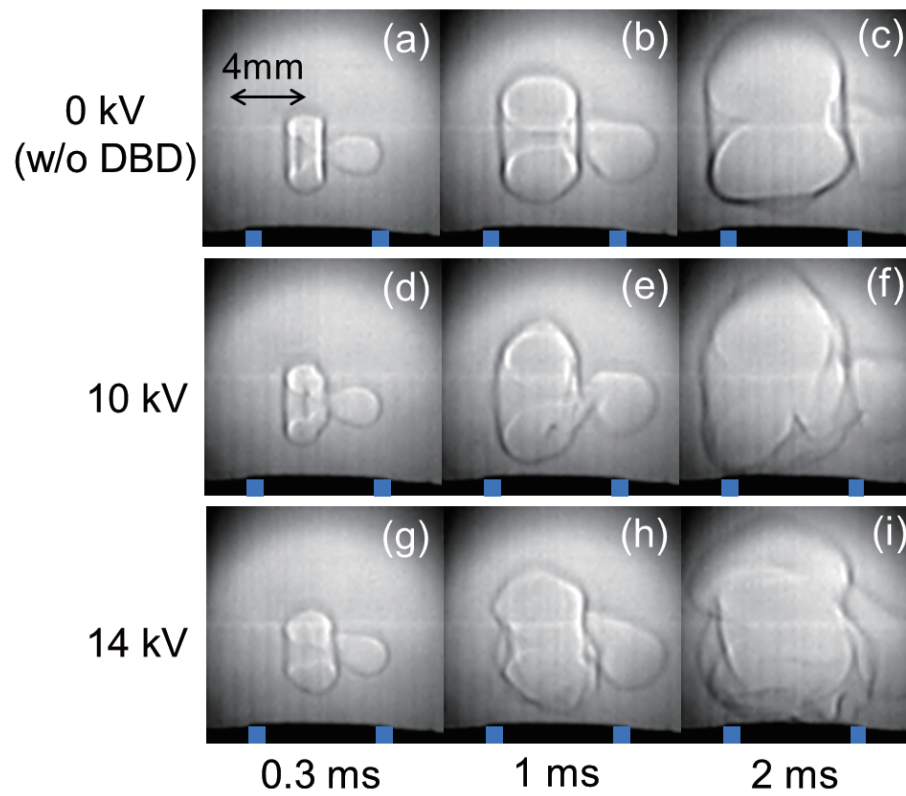 (a)
(b)
(c)
4mm
0 kV
(w/o DBD)
(d)
(e)
(f)
10 kV
(g)
(h)
(i)
14 kV
0.3 ms
1 ms
2 ms